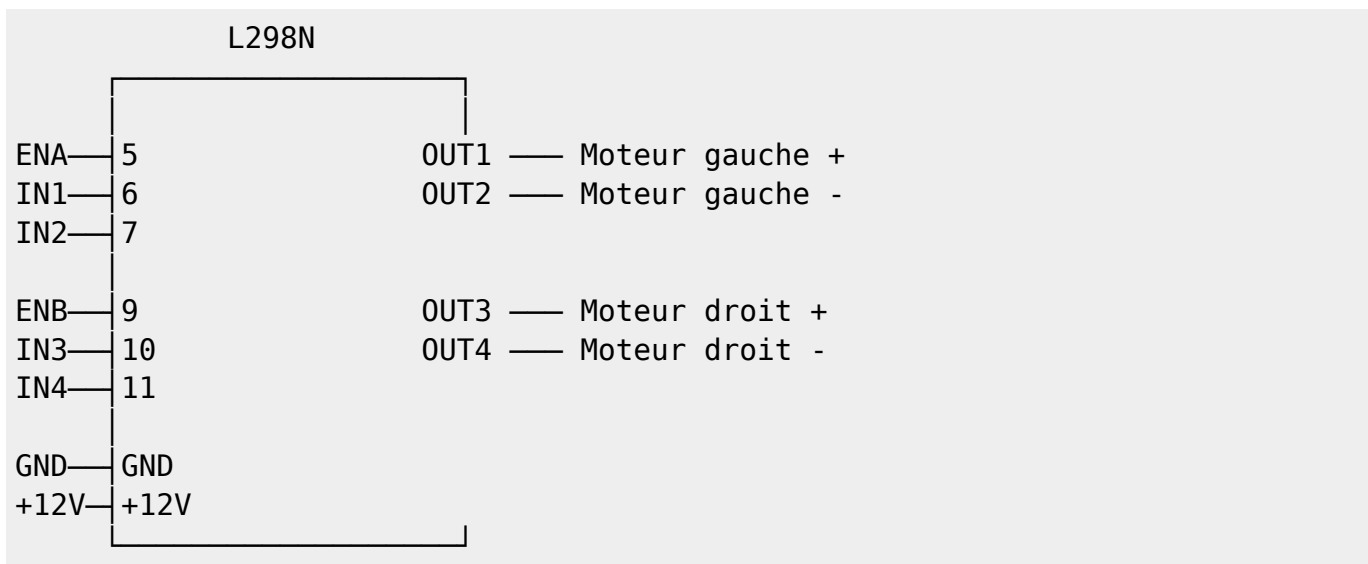 L298N
ENA 5 OUT1 Moteur gauche +
IN1 6 OUT2 Moteur gauche -
IN2 7
ENB 9 OUT3 Moteur droit +
IN3 10 OUT4 Moteur droit -
IN4 11
GND GND
+12V +12V